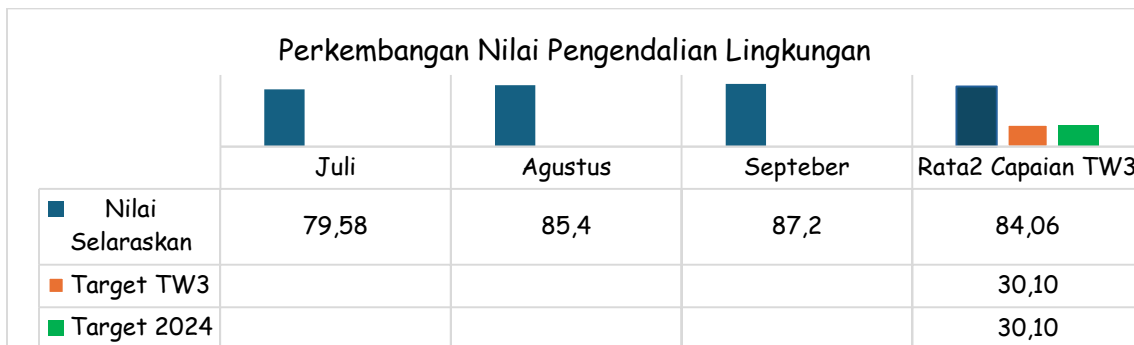 Perkembangan Nilai Pengendalian Lingkungan
Juli Agustus Septeber Rata2 Capaian TW3
Nilai
Selaraskan 79,58 85,4 87,2 84,06
Target TW3 30,10
Target 2024 30,10